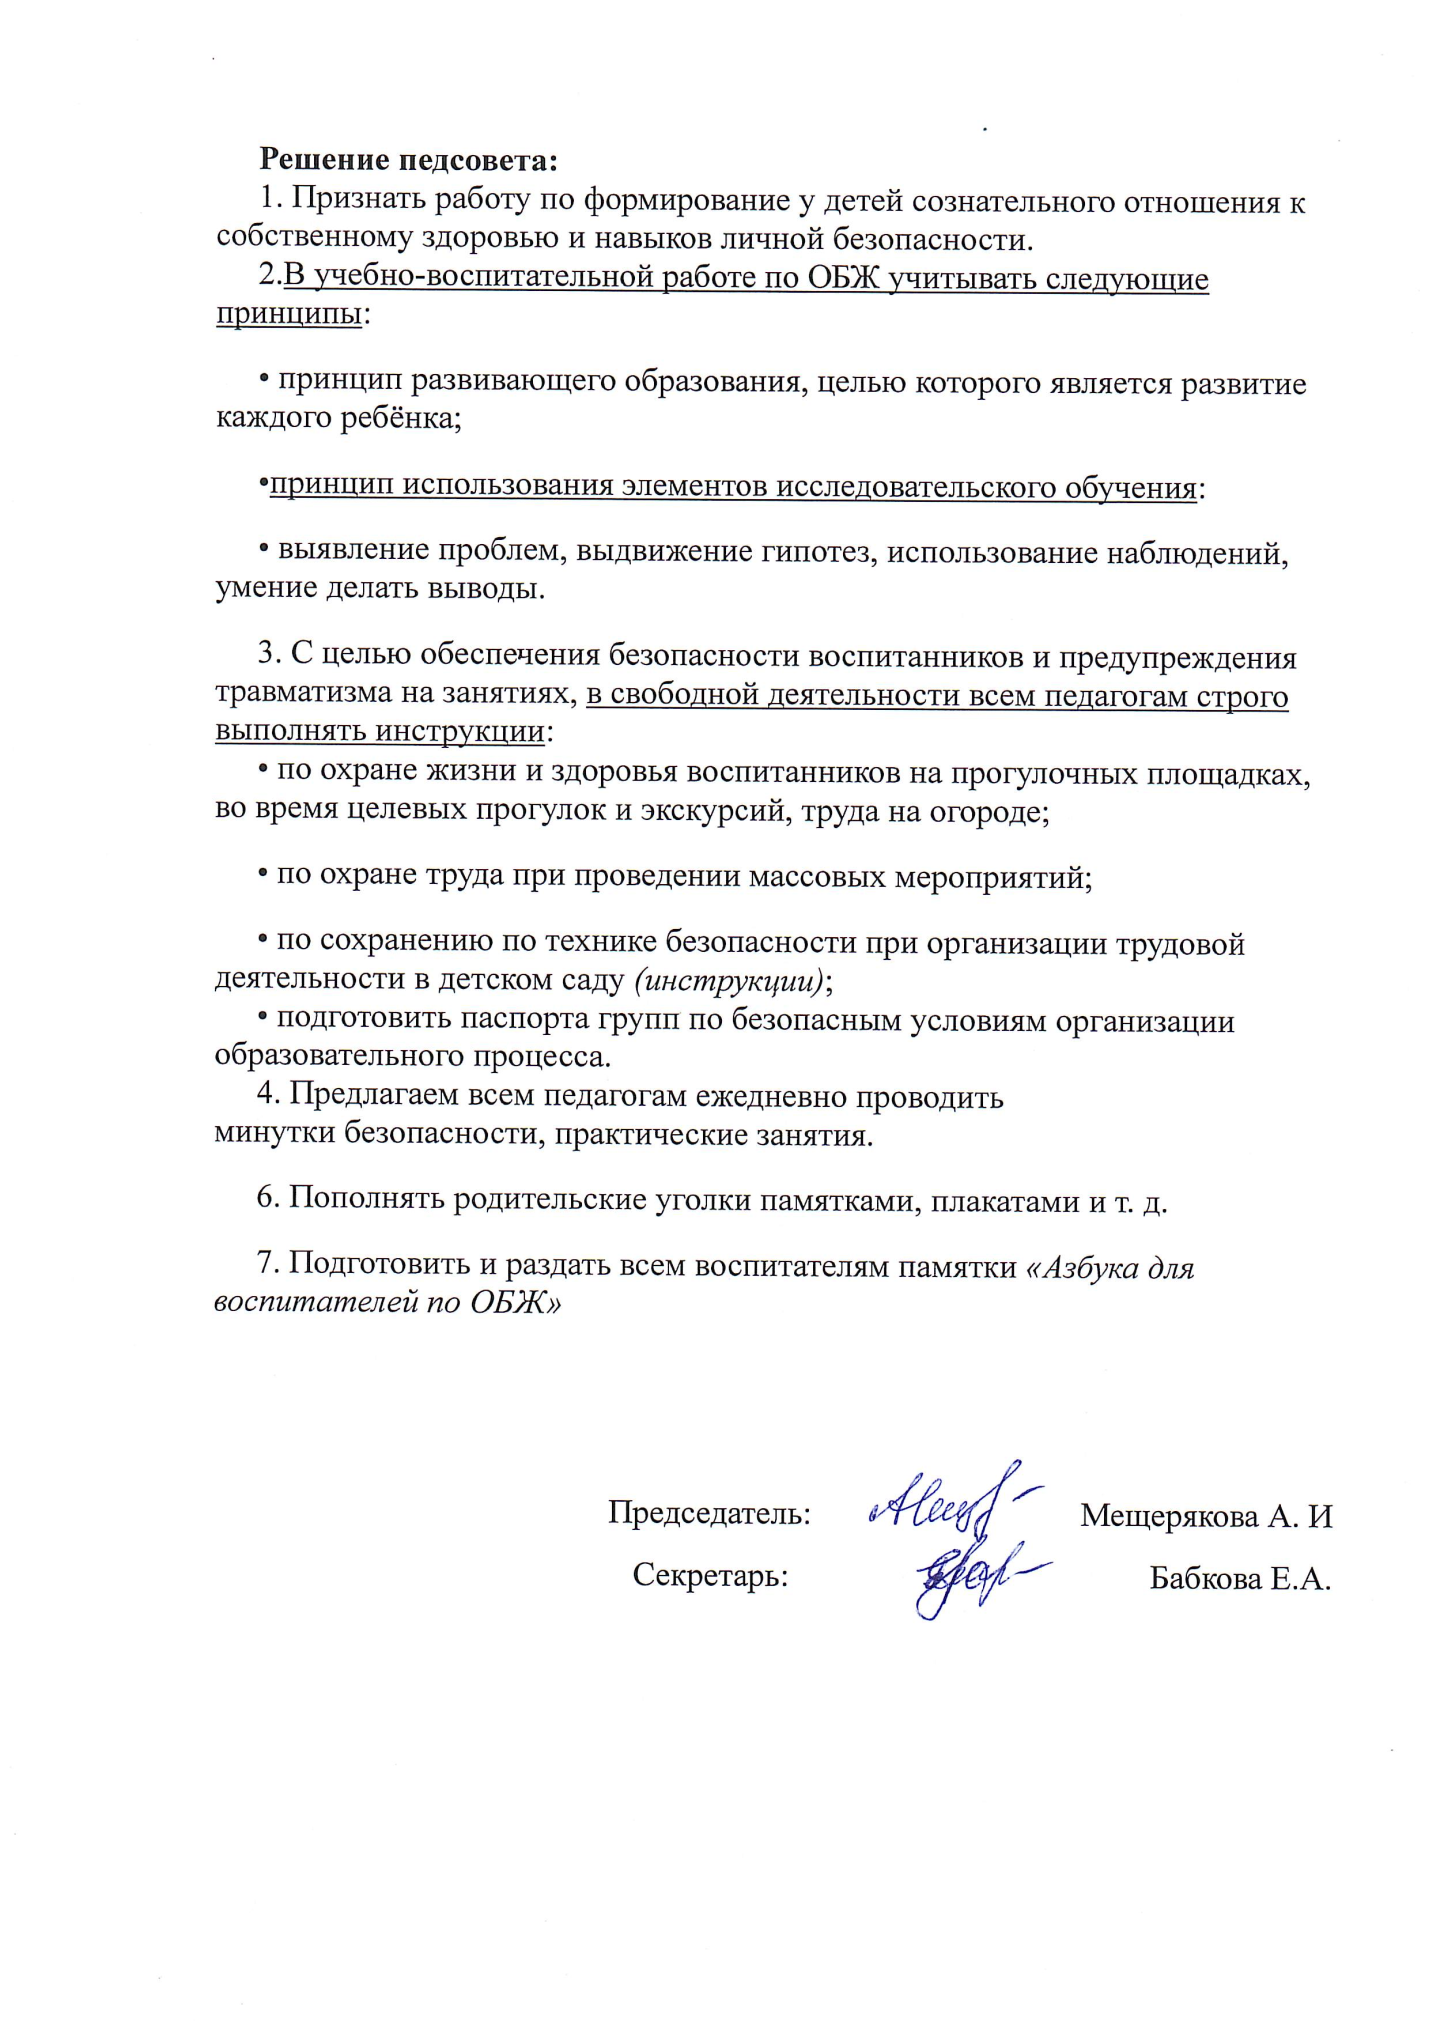 Решение педсовета:
1. Признать работу по формирование у детей сознательного отношения к
собственному здоровью и навыков личной безопасности.
2.В учебно-воспитательной работе по ОБЖ учитывать следующие
принципы:
• принцип развивающего образования, целью которого является развитие
каждого ребёнка;
•принцип использования элементов исследовательского обучения:
• выявление проблем, выдвижение гипотез, использование наблюдений,
умение делать выводы.
3. С целью обеспечения безопасности воспитанников и предупреждения
травматизма на занятиях, в свободной деятельности всем педагогам строго
выполнять инструкции:
• по охране жизни и здоровья воспитанников на прогулочных площадках,
во время целевых прогулок и экскурсий, труда на огороде;
• по охране труда при проведении массовых мероприятий;
• по сохранению по технике безопасности при организации трудовой
деятельности в детском саду (инструкции);
• подготовить паспорта групп по безопасным условиям организации
образовательного процесса.
4. Предлагаем всем педагогам ежедневно проводить
минутки безопасности, практические занятия.
6. Пополнять родительские уголки памятками, плакатами и т. д.
7. Подготовить и раздать всем воспитателям памятки «Азбука для
воспитателей по ОБЖ»
Председатель: Мещерякова А. И
Секретарь: Бабкова Е.А.